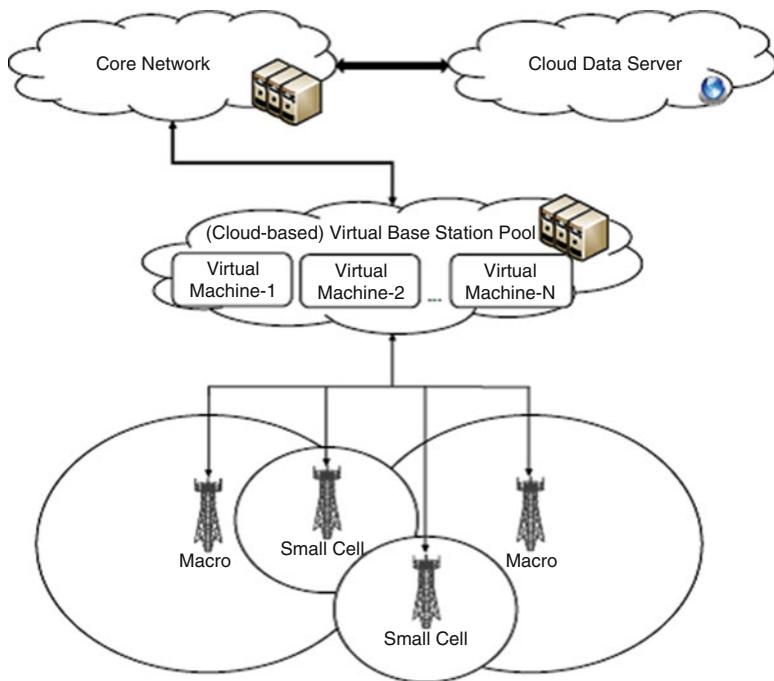 Core Network
Cloud Data Server
(Cloud-based) Virtual Base Station Pool
Virtual
Machine-1
Virtual
Machine-2
...
Virtual
Machine-N
Macro
Small Cell
Macro
Small Cell